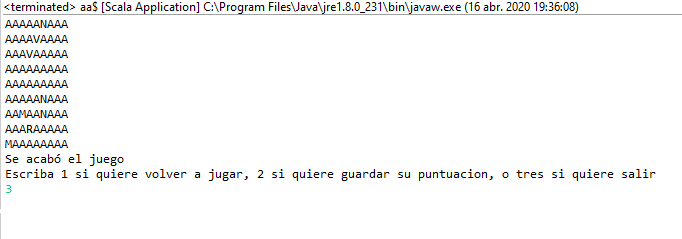 <terminated> aa$ [Scala Application] C:\Program Files\Java\jre1.8.0_231\bin\javaw.exe (16 abr. 2020 19:36:08)
AAAAANAAA
AAAAVAAAA
AAAVAAAAA
AAAAAAAAA
AAAAAAAAA
AAAAANAAA
AAMAANAAA
AAARAAAAA
MAAAAAAAA
Se acabó el juego
Escriba 1 si quiere volver a jugar, 2 si quiere guardar su puntuacion, o tres si quiere salir
3